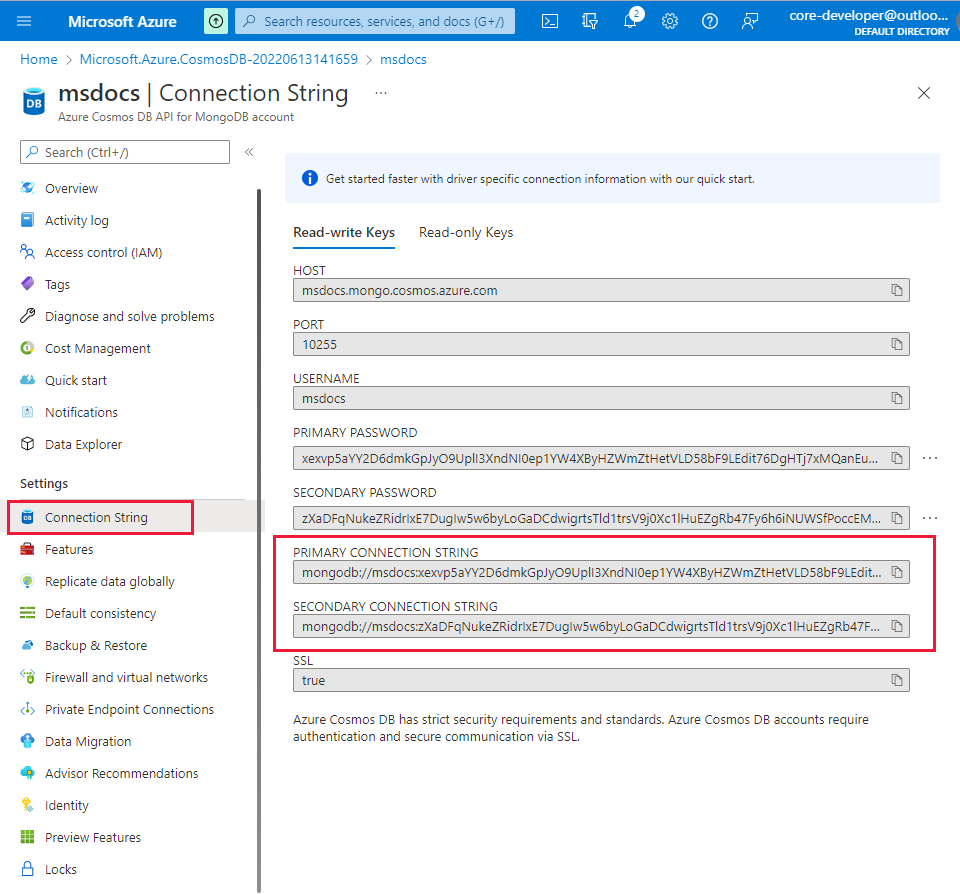 Microsoft Azure
Search resources, services, and docs (G+/)
2
core-developer@outloo...
DEFAULT DIRECTORY
Home > Microsoft.Azure.CosmosDB-20220613141659 > msdocs
DB
msdocs | Connection String ...
Azure Cosmos DB API for MongoDB account
Search (Ctrl+/)
«
Overview
Activity log
Access control (IAM)
Tags
Diagnose and solve problems
Cost Management
Quick start
Notifications
Data Explorer
Settings
Connection String
Features
Replicate data globally
Default consistency
Backup & Restore
Firewall and virtual networks
Private Endpoint Connections
Data Migration
Advisor Recommendations
Identity
Preview Features
Locks
Get started faster with driver specific connection information with our quick start.
Read-write Keys Read-only Keys
HOST
msdocs.mongo.cosmos.azure.com
PORT
10255
USERNAME
msdocs
PRIMARY PASSWORD
xexvp5aYY2D6dmkGpJyO9UplI3XndNI0ep1YW4XByHZWmZtHetVLD58bF9LEdit76DgHTj7xMQanEu...
SECONDARY PASSWORD
zXaDFqNukeZRidrIxE7DugIw5w6byLoGaDCdwigrtsTld1trsV9j0Xc1lHuEZgRb47Fy6h6iNUWSfPoccEM...
PRIMARY CONNECTION STRING
mongodb://msdocs:xexvp5aYY2D6dmkGpJyO9UplI3XndNI0ep1YW4XByHZWmZtHetVLD58bF9LEdit...
SECONDARY CONNECTION STRING
mongodb://msdocs:zXaDFqNukeZRidrIxE7DugIw5w6byLoGaDCdwigrtsTld1trsV9j0Xc1lHuEZgRb47F...
SSL
true
Azure Cosmos DB has strict security requirements and standards. Azure Cosmos DB accounts require
authentication and secure communication via SSL.